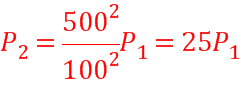 P₂ = 500²/100² P₁ = 25P₁